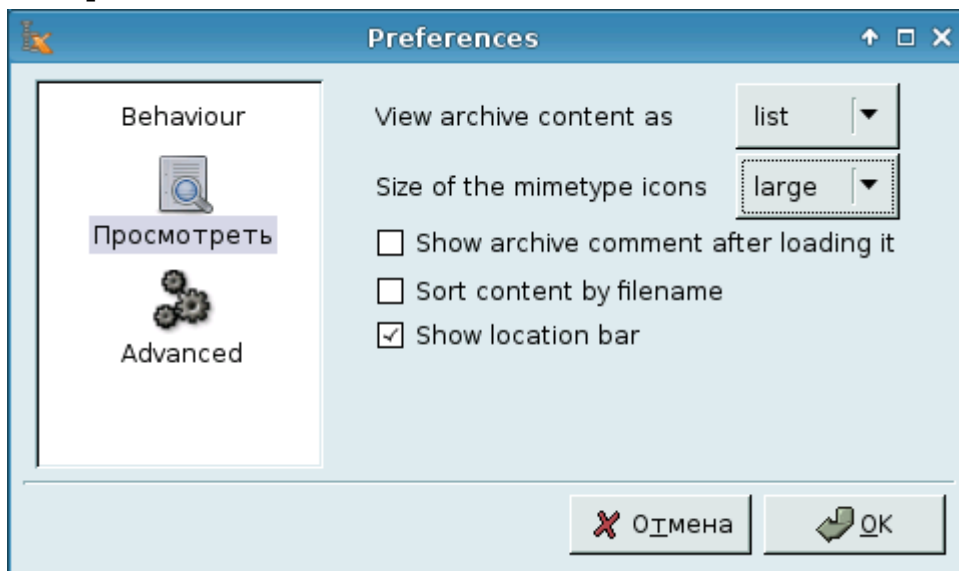 Preferences
Behaviour
Просмотреть
Advanced
View archive content as list
Size of the mimetype icons large
Show archive comment after loading it
Sort content by filename
Show location bar
Отмена OK